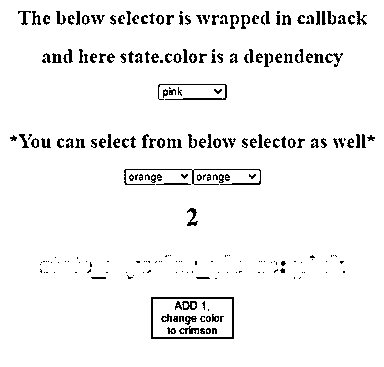 The below selector is wrapped in callback
and here state.color is a dependency
pink
*You can select from below selector as well*
orange orange
2
ADD 1,
change color
to crimson